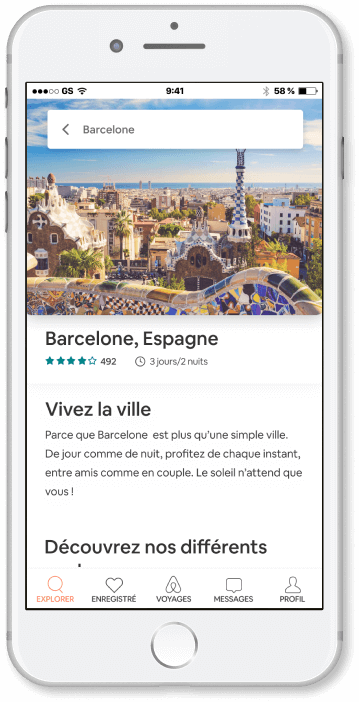 GS 9:41 58 %
Barcelone
Barcelone, Espagne
492 3 jours/2 nuits
Vivez la ville
Parce que Barcelone est plus qu'une simple ville.
De jour comme de nuit, profitez de chaque instant,
entre amis comme en couple. Le soleil n'attend que
vous !
Découvrez nos différents
EXPLORER ENREGISTRÉ VOYAGES MESSAGES PROFIL